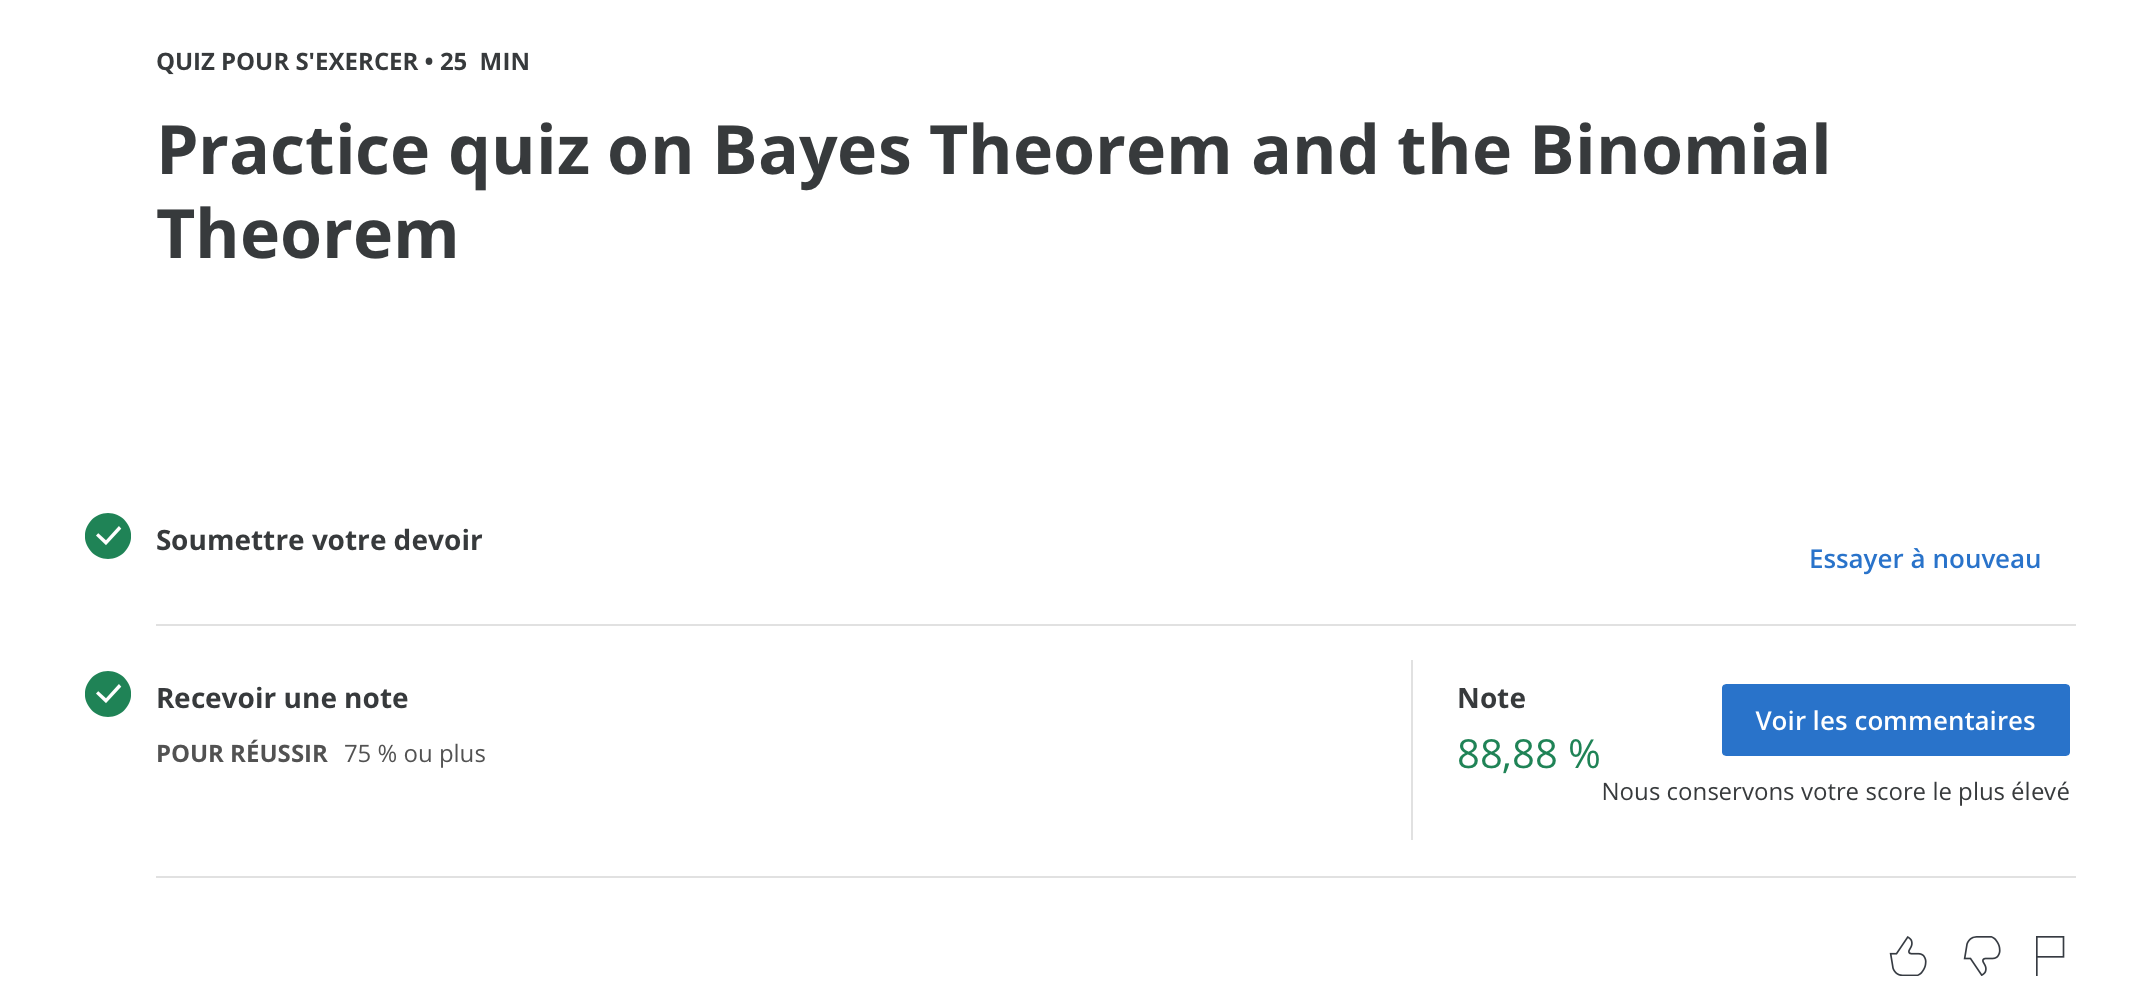 QUIZ POUR S'EXERCER • 25 MIN
Practice quiz on Bayes Theorem and the Binomial
Theorem
Soumettre votre devoir
Essayer à nouveau
Recevoir une note
POUR RÉUSSIR 75 % ou plus
Note
88,88 %
Voir les commentaires
Nous conservons votre score le plus élevé